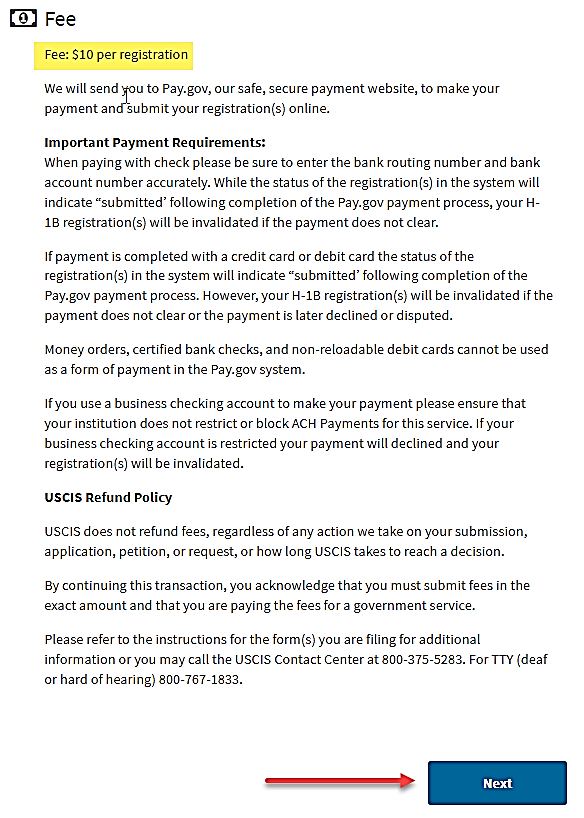 Fee
Fee: $10 per registration
We will send you to Pay.gov, our safe, secure payment website, to make your
payment and submit your registration(s) online.
Important Payment Requirements:
When paying with check please be sure to enter the bank routing number and bank
account number accurately. While the status of the registration(s) in the system will
indicate “submitted’ following completion of the Pay.gov payment process, your H-
1B registration(s) will be invalidated if the payment does not clear.
If payment is completed with a credit card or debit card the status of the
registration(s) in the system will indicate “submitted’ following completion of the
Pay.gov payment process. However, your H-1B registration(s) will be invalidated if the
payment does not clear or the payment is later declined or disputed.
Money orders, certified bank checks, and non-reloadable debit cards cannot be used
as a form of payment in the Pay.gov system.
If you use a business checking account to make your payment please ensure that
your institution does not restrict or block ACH Payments for this service. If your
business checking account is restricted your payment will declined and your
registration(s) will be invalidated.
USCIS Refund Policy
USCIS does not refund fees, regardless of any action we take on your submission,
application, petition, or request, or how long USCIS takes to reach a decision.
By continuing this transaction, you acknowledge that you must submit fees in the
exact amount and that you are paying the fees for a government service.
Please refer to the instructions for the form(s) you are filing for additional
information or you may call the USCIS Contact Center at 800-375-5283. For TTY (deaf
or hard of hearing) 800-767-1833.
Next